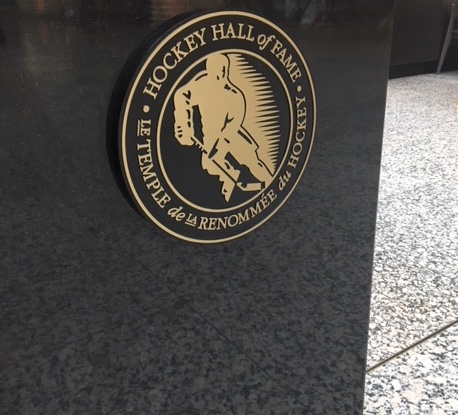 HOCKEY HALL of FAME
LE TEMPLE de LA RENOMMÉE du HOCKEY